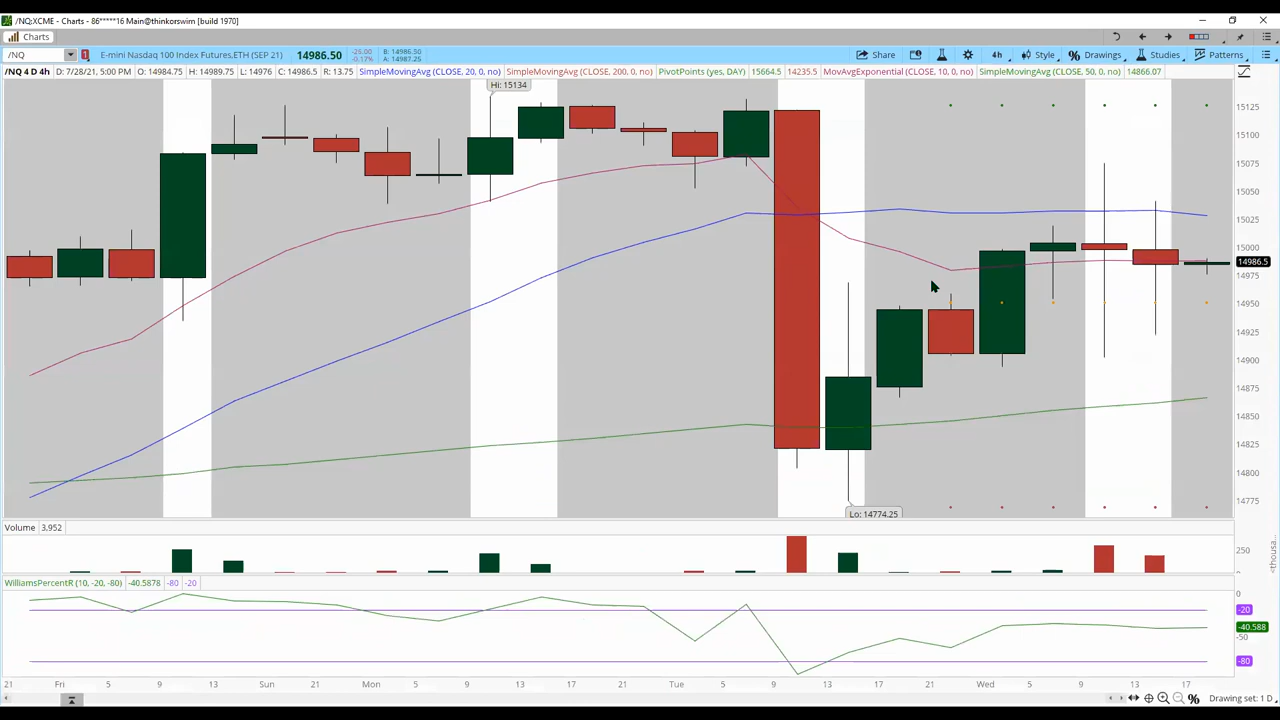 /NQ:XCME - Charts - 86*****16 Main@thinkorswim [build 1970]
Charts
/NQ 1 E-mini Nasdaq 100 Index Futures,ETH (SEP 21) 14986.50 -25.00 -0.17% B: 14986.50 A: 14987.25 Share 4h Style Drawings Studies Patterns
/NQ 4 D 4h D: 7/28/21, 5:00 PM O: 14984.75 H: 14989.75 L: 14976 C: 14986.5 R: 13.75 SimpleMovingAvg (CLOSE, 20, 0, no) SimpleMovingAvg (CLOSE, 200, 0, no) PivotPoints (yes, DAY) 15664.5 14235.5 MovAvgExponential (CLOSE, 10, 0, no) SimpleMovingAvg (CLOSE, 50, 0, no) 14866.07
Hi: 15134
15125
15100
15075
15050
15025
15000
14986.5
14975
14950
14925
14900
14875
14850
14825
14800
14775
Lo: 14774.25
Volume 3.952
250
0
<thousa
WilliamsPercentR (10, -20, -80) -40.5878 -80 -20
0
-20
-40.588
-50
-80
21 Fri 5 9 13 Sun 21 Mon 5 9 13 17 21 Tue 5 9 13 17 21 Wed 5 9 13 17
Drawing set: 1 D